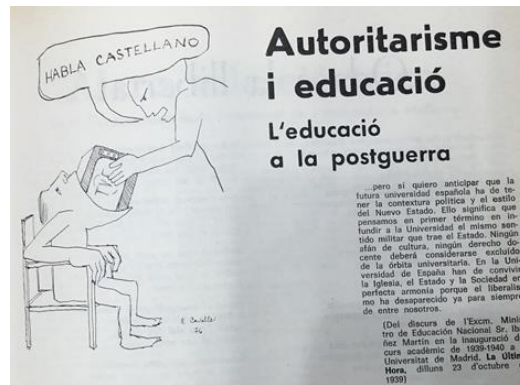 HABLA CASTELLANO
Autoritarisme
i educació
L'educació
a la postguerra
...pero sí quiero anticipar que la
futura universidad española ha de te-
ner la contextura política y el estilo
del Nuevo Estado. Ello significa que
pensamos en primer término en in-
fundir a la Universidad el mismo sen-
tido militar que trae el Estado. Ningún
afán de cultura, ningún derecho do-
cente deberá considerarse excluído
de la órbita universitaria. En la Uni-
versidad de España han de convivir
la Iglesia, el Estado y la Sociedad en
perfecta armonía porque el liberalis-
mo ha desaparecido ya para siempre
de entre nosotros.
(Del discurs de l'Excm. Minis
tro de Educación Nacional Sr. Ibá
ñez Martín en la inauguració d
curs acadèmic de 1939-1940 a
Universitat de Madrid. La Últim
Hora, dilluns 23 d'octubre
1939)